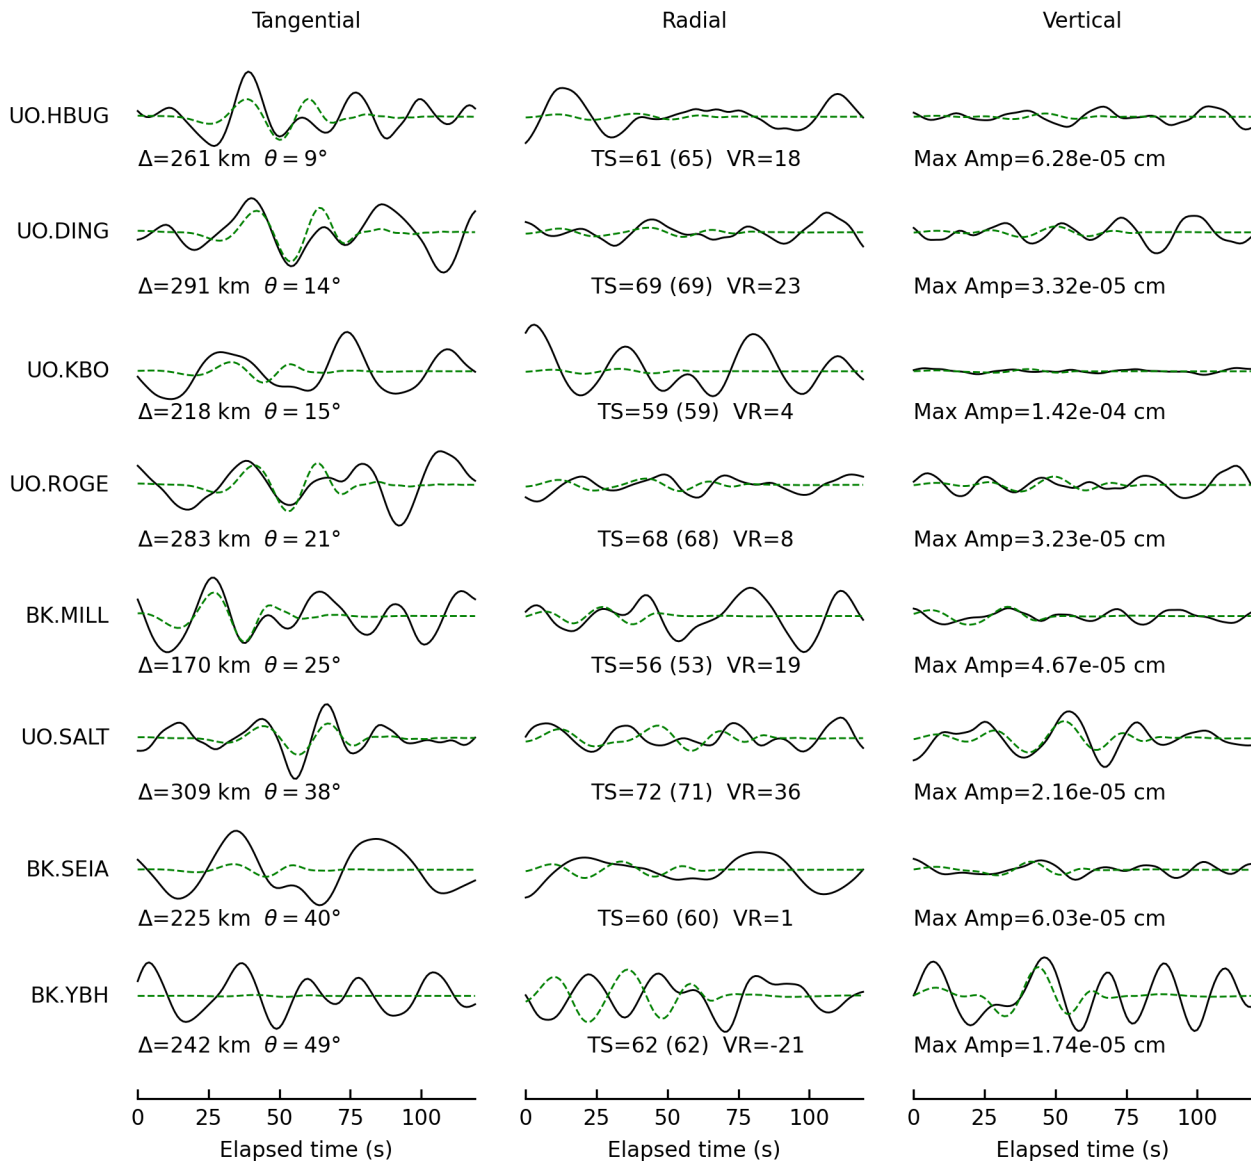 Tangential Radial Vertical
UO.HBUG
Δ=261 km θ = 9° TS=61 (65) VR=18 Max Amp=6.28e-05 cm
UO.DING
Δ=291 km θ = 14° TS=69 (69) VR=23 Max Amp=3.32e-05 cm
UO.KBO
Δ=218 km θ = 15° TS=59 (59) VR=4 Max Amp=1.42e-04 cm
UO.ROGE
Δ=283 km θ = 21° TS=68 (68) VR=8 Max Amp=3.23e-05 cm
BK.MILL
Δ=170 km θ = 25° TS=56 (53) VR=19 Max Amp=4.67e-05 cm
UO.SALT
Δ=309 km θ = 38° TS=72 (71) VR=36 Max Amp=2.16e-05 cm
BK.SEIA
Δ=225 km θ = 40° TS=60 (60) VR=1 Max Amp=6.03e-05 cm
BK.YBH
Δ=242 km θ = 49° TS=62 (62) VR=-21 Max Amp=1.74e-05 cm
0 25 50 75 100 0 25 50 75 100 0 25 50 75 100
Elapsed time (s) Elapsed time (s) Elapsed time (s)